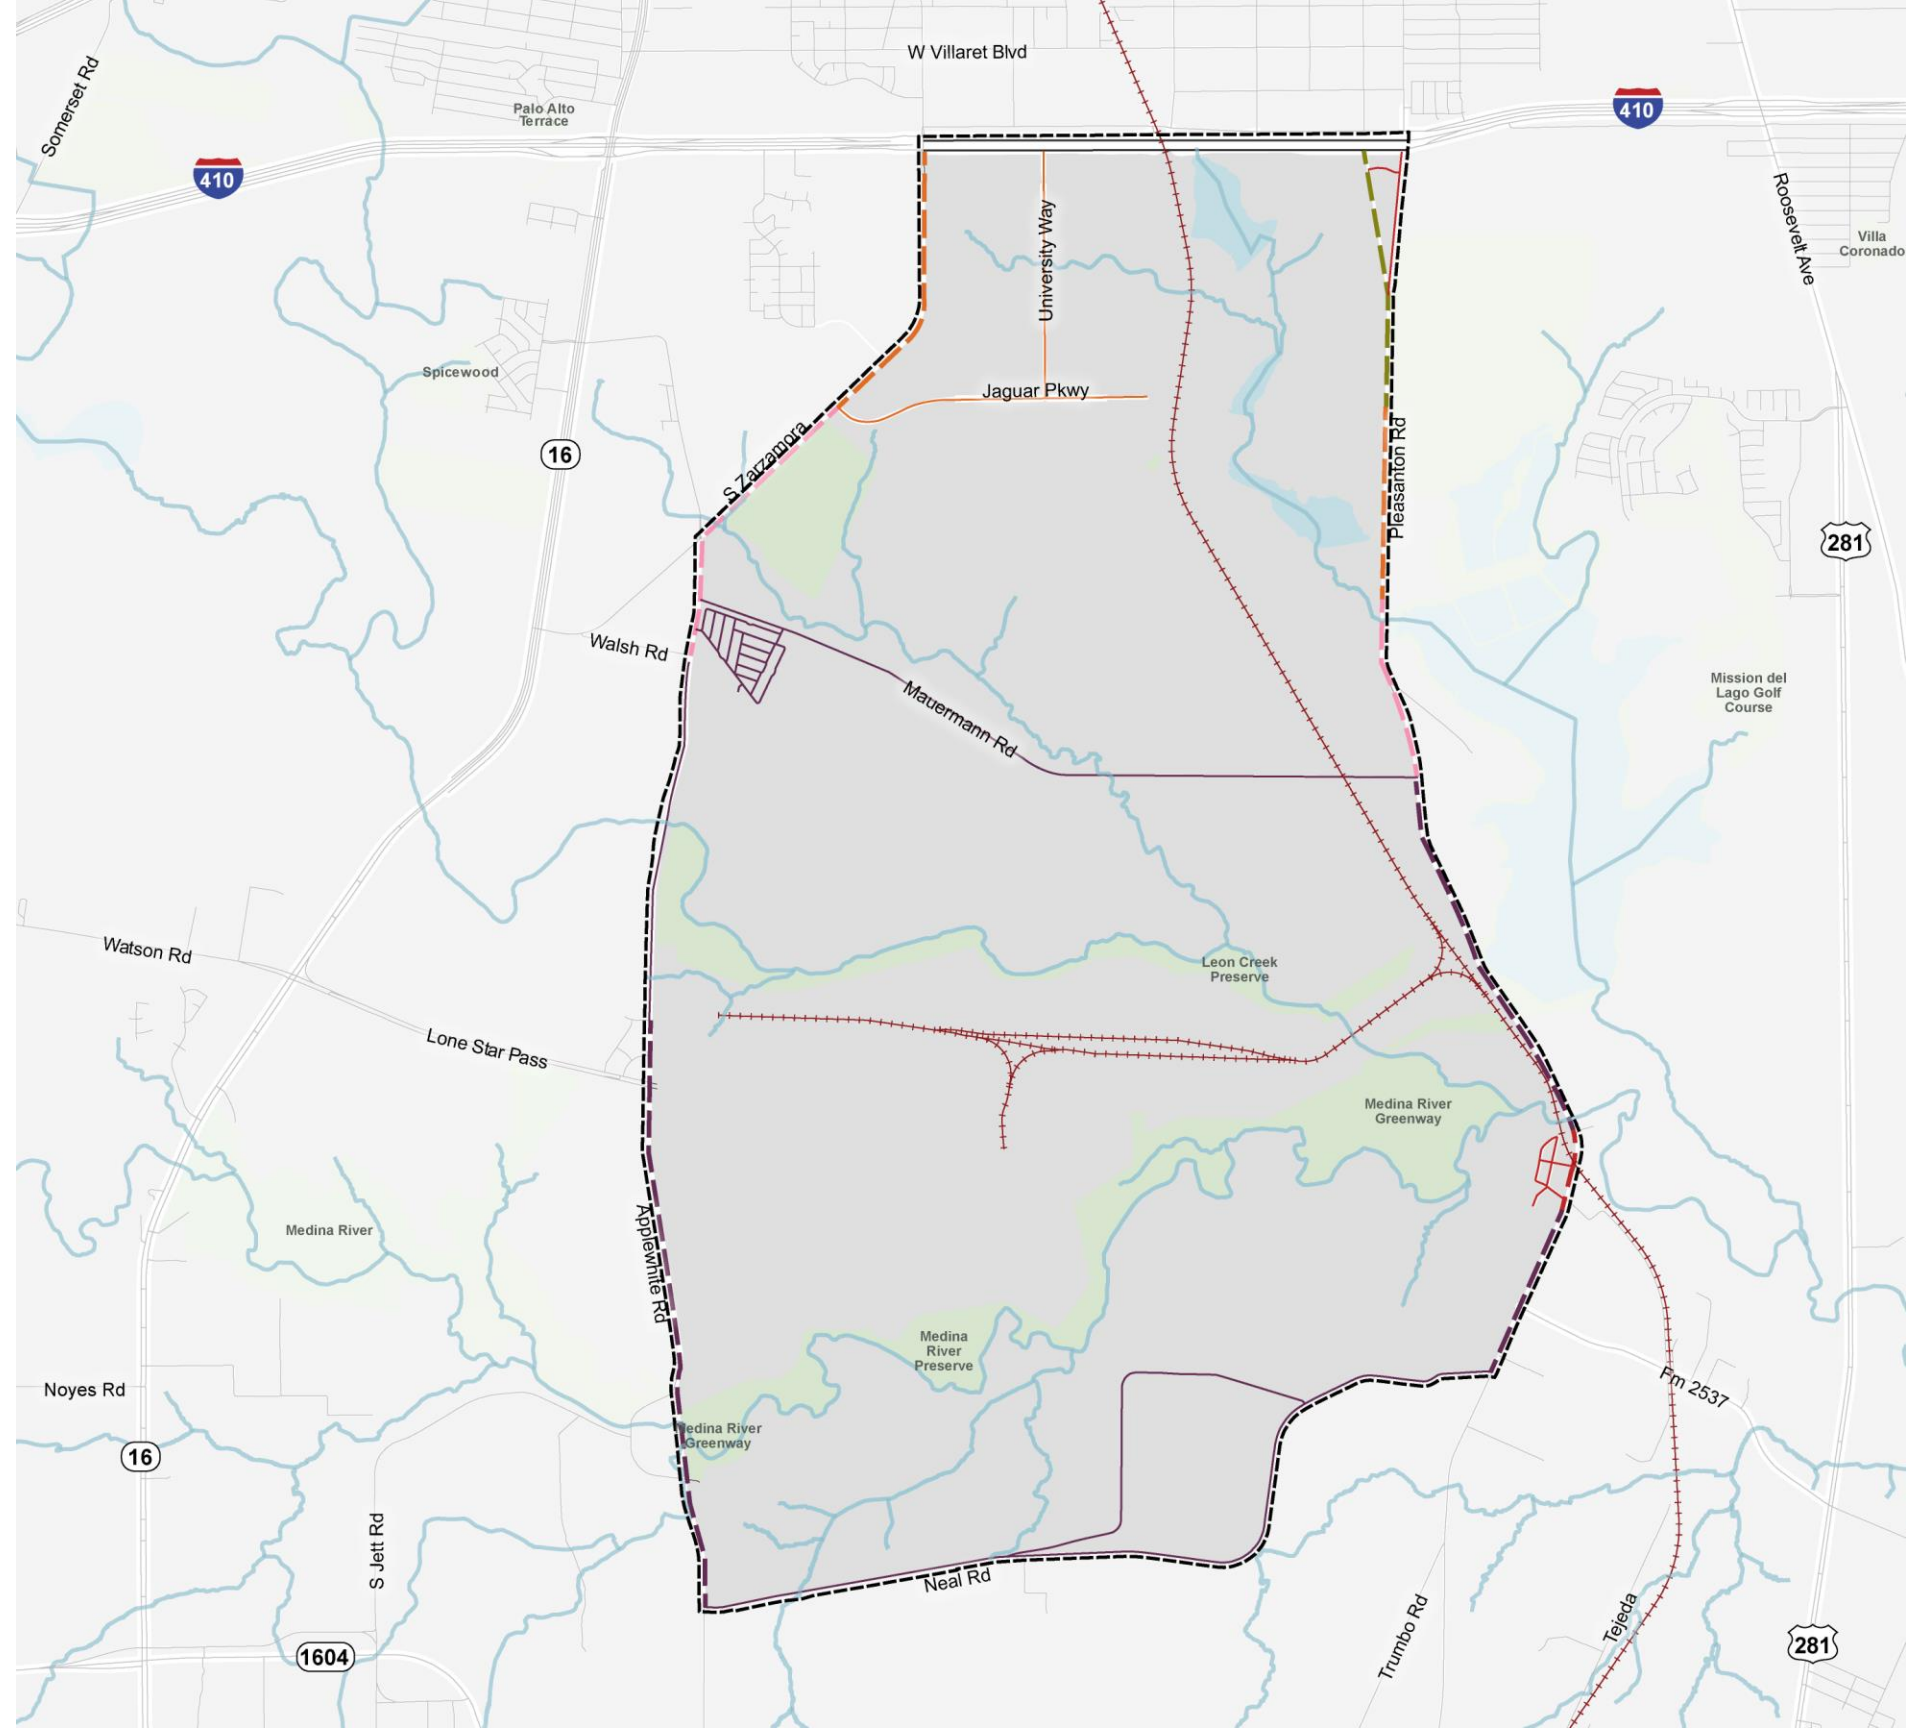 W Villaret Blvd
Somerset Rd
Palo Alto
Terrace
410
410
Roosevelt Ave
Villa
Coronado
University Way
Spicewood
Jaguar Pkwy
Pleasanton Rd
S Zarzamora
16
281
Walsh Rd
Mauermann Rd
Mission del
Lago Golf
Course
Watson Rd
Leon Creek
Preserve
Lone Star Pass
Medina River
Greenway
Medina River
Applewhite Rd
Medina
River
Preserve
Noyes Rd
Fm 2537
Medina River
Greenway
16
S Jett Rd
Neal Rd
Trumbo Rd
Tejeda
1604
281